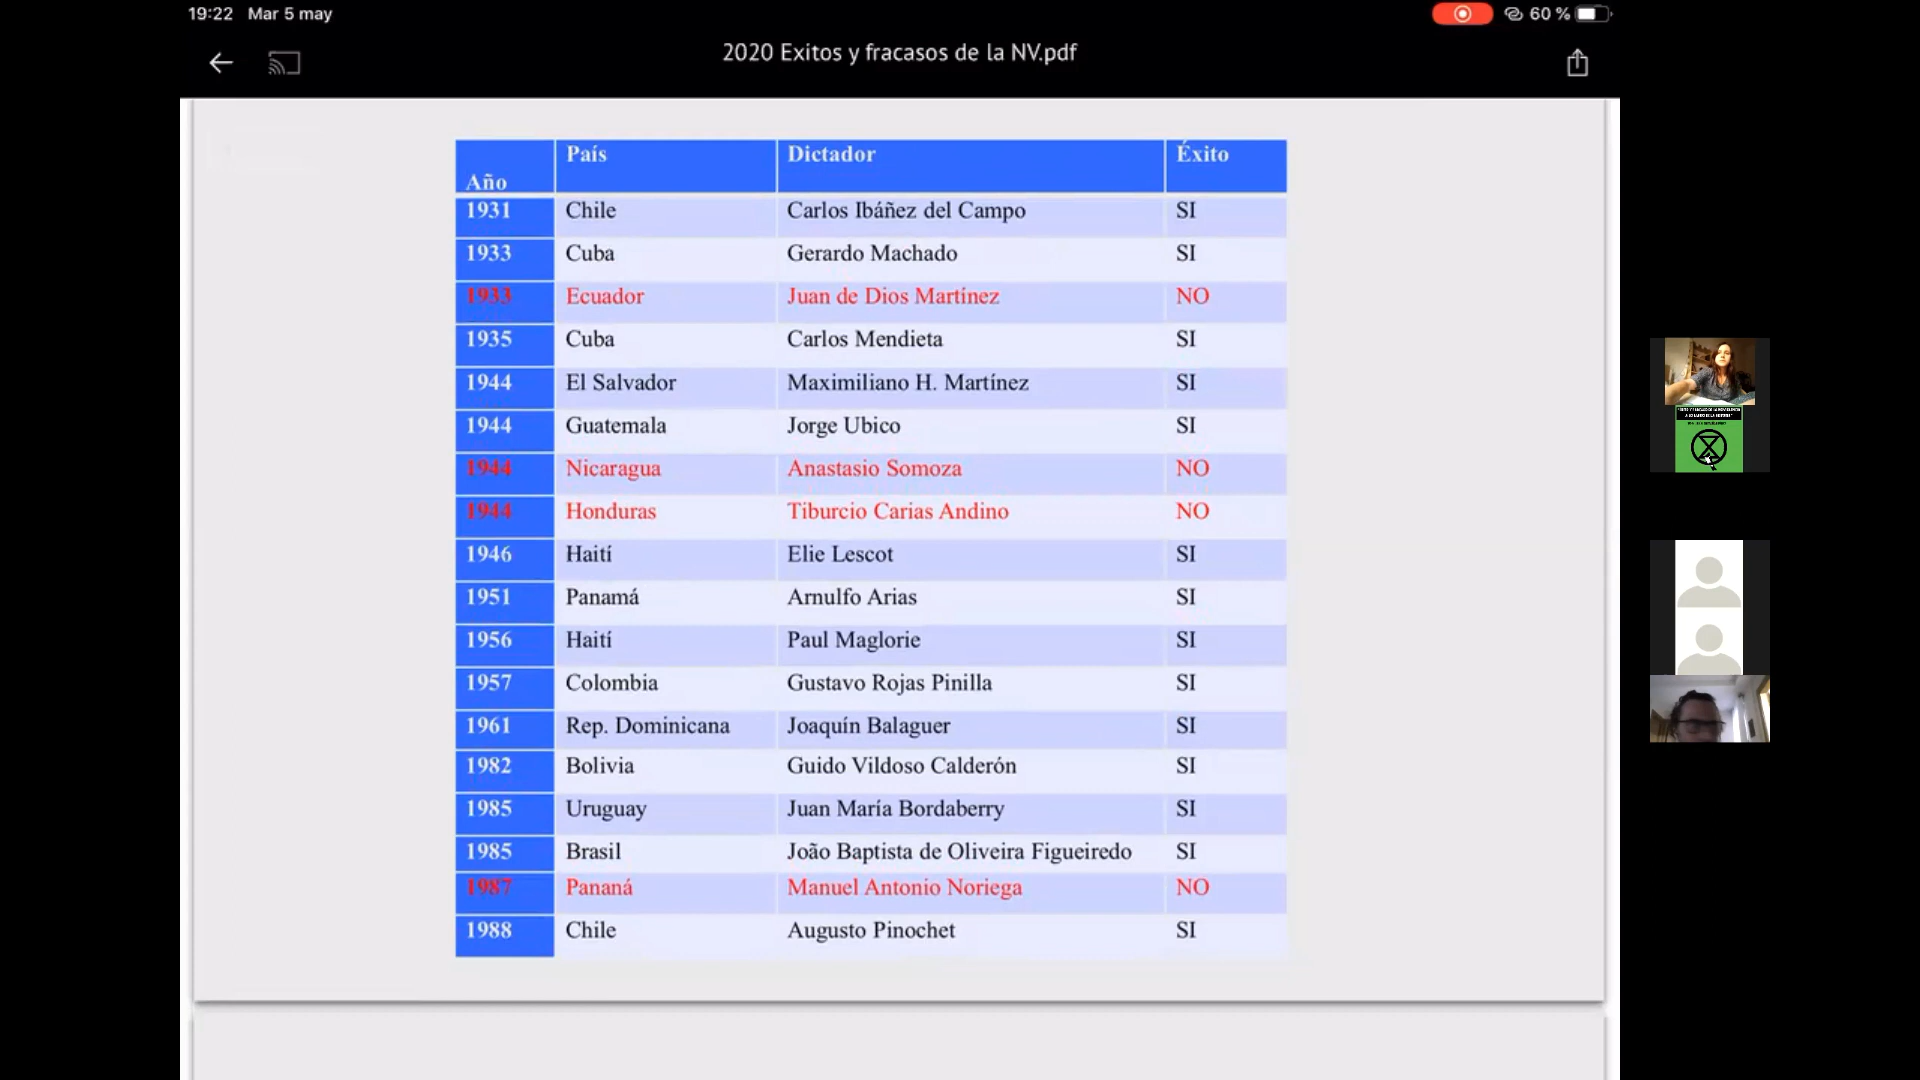 19:22 Mar 5 may
60 %
2020 Exitos y fracasos de la NV.pdf
Año País Dictador Éxito
1931 Chile Carlos Ibáñez del Campo SI
1933 Cuba Gerardo Machado SI
1933 Ecuador Juan de Dios Martínez NO
1935 Cuba Carlos Mendieta SI
1944 El Salvador Maximiliano H. Martínez SI
1944 Guatemala Jorge Ubico SI
1944 Nicaragua Anastasio Somoza NO
1944 Honduras Tiburcio Carias Andino NO
1946 Haití Elie Lescot SI
1951 Panamá Arnulfo Arias SI
1956 Haití Paul Maglorie SI
1957 Colombia Gustavo Rojas Pinilla SI
1961 Rep. Dominicana Joaquín Balaguer SI
1982 Bolivia Guido Vildoso Calderón SI
1985 Uruguay Juan María Bordaberry SI
1985 Brasil João Baptista de Oliveira Figueiredo SI
1987 Pananá Manuel Antonio Noriega NO
1988 Chile Augusto Pinochet SI